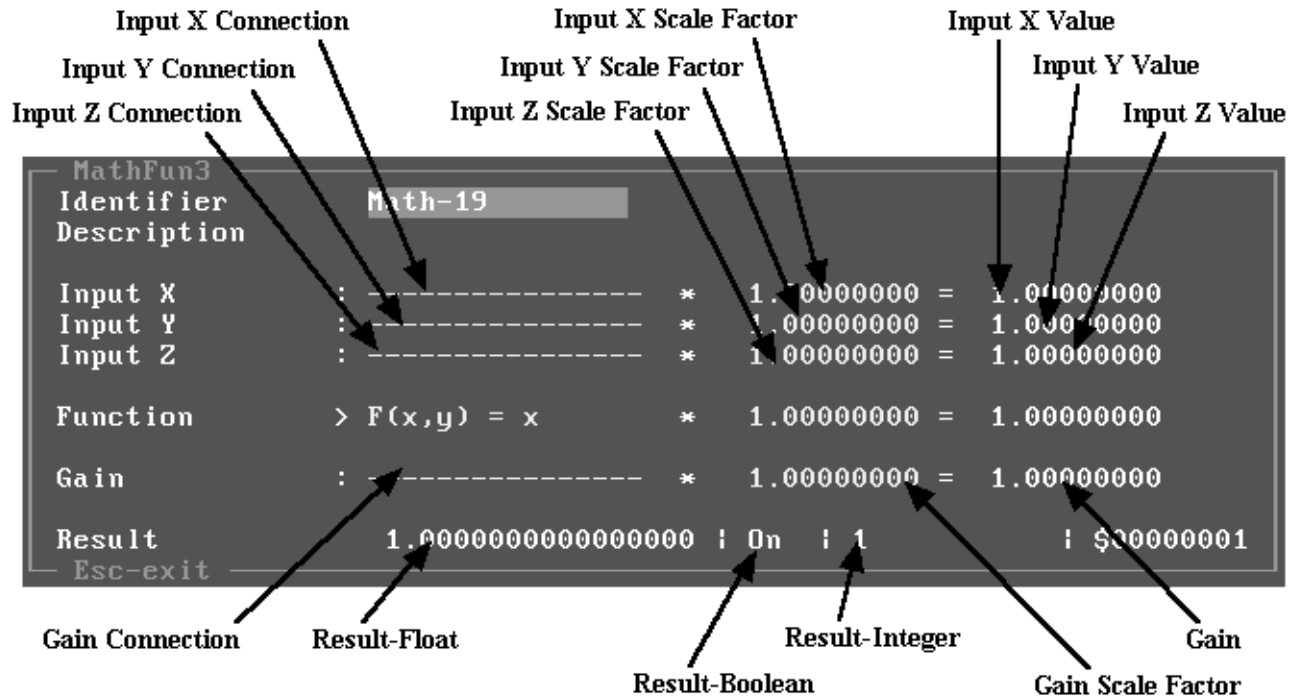 Input X Connection Input X Scale Factor Input X Value
Input Y Connection Input Y Scale Factor Input Y Value
Input Z Connection Input Z Scale Factor Input Z Value
MathFun3
Identifier Math-19
Description
Input X : --------------- * 1.00000000 = 1.00000000
Input Y : --------------- * 1.00000000 = 1.00000000
Input Z : --------------- * 1.00000000 = 1.00000000
Function > F(x,y) = x * 1.00000000 = 1.00000000
Gain : --------------- * 1.00000000 = 1.00000000
Result 1.0000000000000000 ¦ On ¦ 1 ¦ $00000001
Esc-exit
Gain Connection Result-Float Result-Integer Gain
Result-Boolean Gain Scale Factor